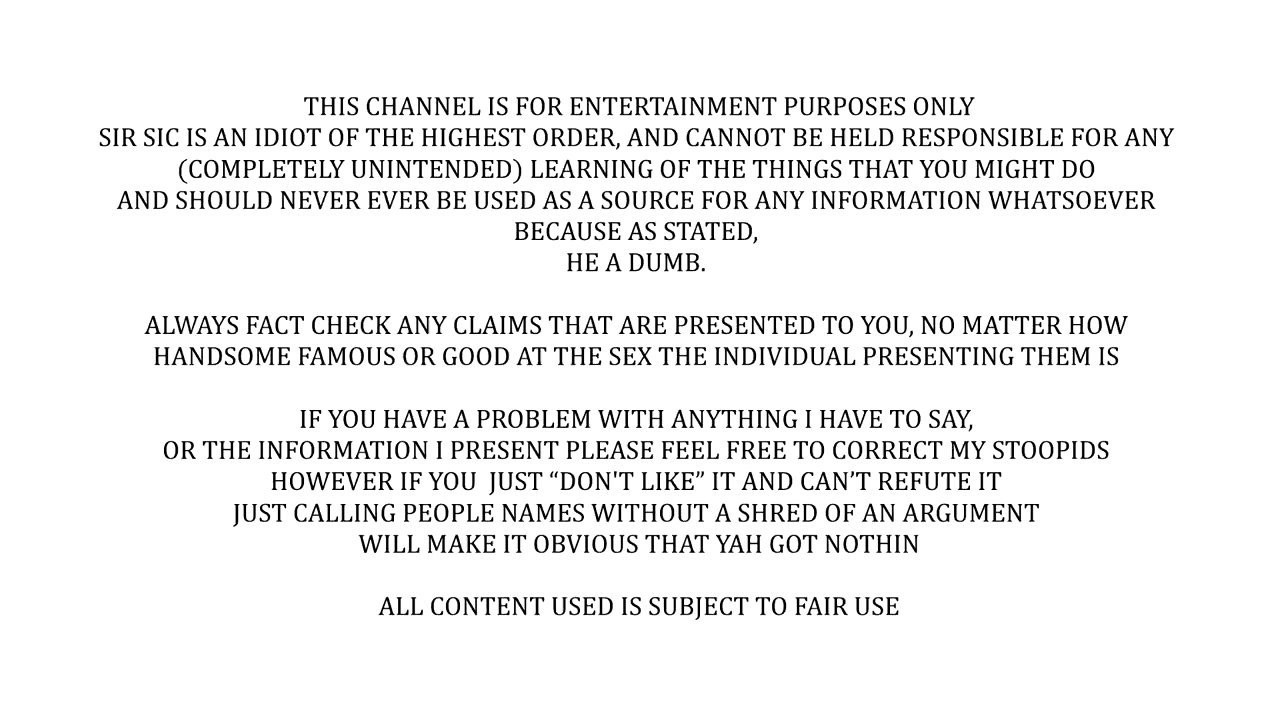 THIS CHANNEL IS FOR ENTERTAINMENT PURPOSES ONLY
SIR SIC IS AN IDIOT OF THE HIGHEST ORDER, AND CANNOT BE HELD RESPONSIBLE FOR ANY
(COMPLETELY UNINTENDED) LEARNING OF THE THINGS THAT YOU MIGHT DO
AND SHOULD NEVER EVER BE USED AS A SOURCE FOR ANY INFORMATION WHATSOEVER
BECAUSE AS STATED,
HE A DUMB.
ALWAYS FACT CHECK ANY CLAIMS THAT ARE PRESENTED TO YOU, NO MATTER HOW
HANDSOME FAMOUS OR GOOD AT THE SEX THE INDIVIDUAL PRESENTING THEM IS
IF YOU HAVE A PROBLEM WITH ANYTHING I HAVE TO SAY,
OR THE INFORMATION I PRESENT PLEASE FEEL FREE TO CORRECT MY STOOPIDS
HOWEVER IF YOU  JUST “DON'T LIKE” IT AND CAN’T REFUTE IT
JUST CALLING PEOPLE NAMES WITHOUT A SHRED OF AN ARGUMENT
WILL MAKE IT OBVIOUS THAT YAH GOT NOTHIN
ALL CONTENT USED IS SUBJECT TO FAIR USE